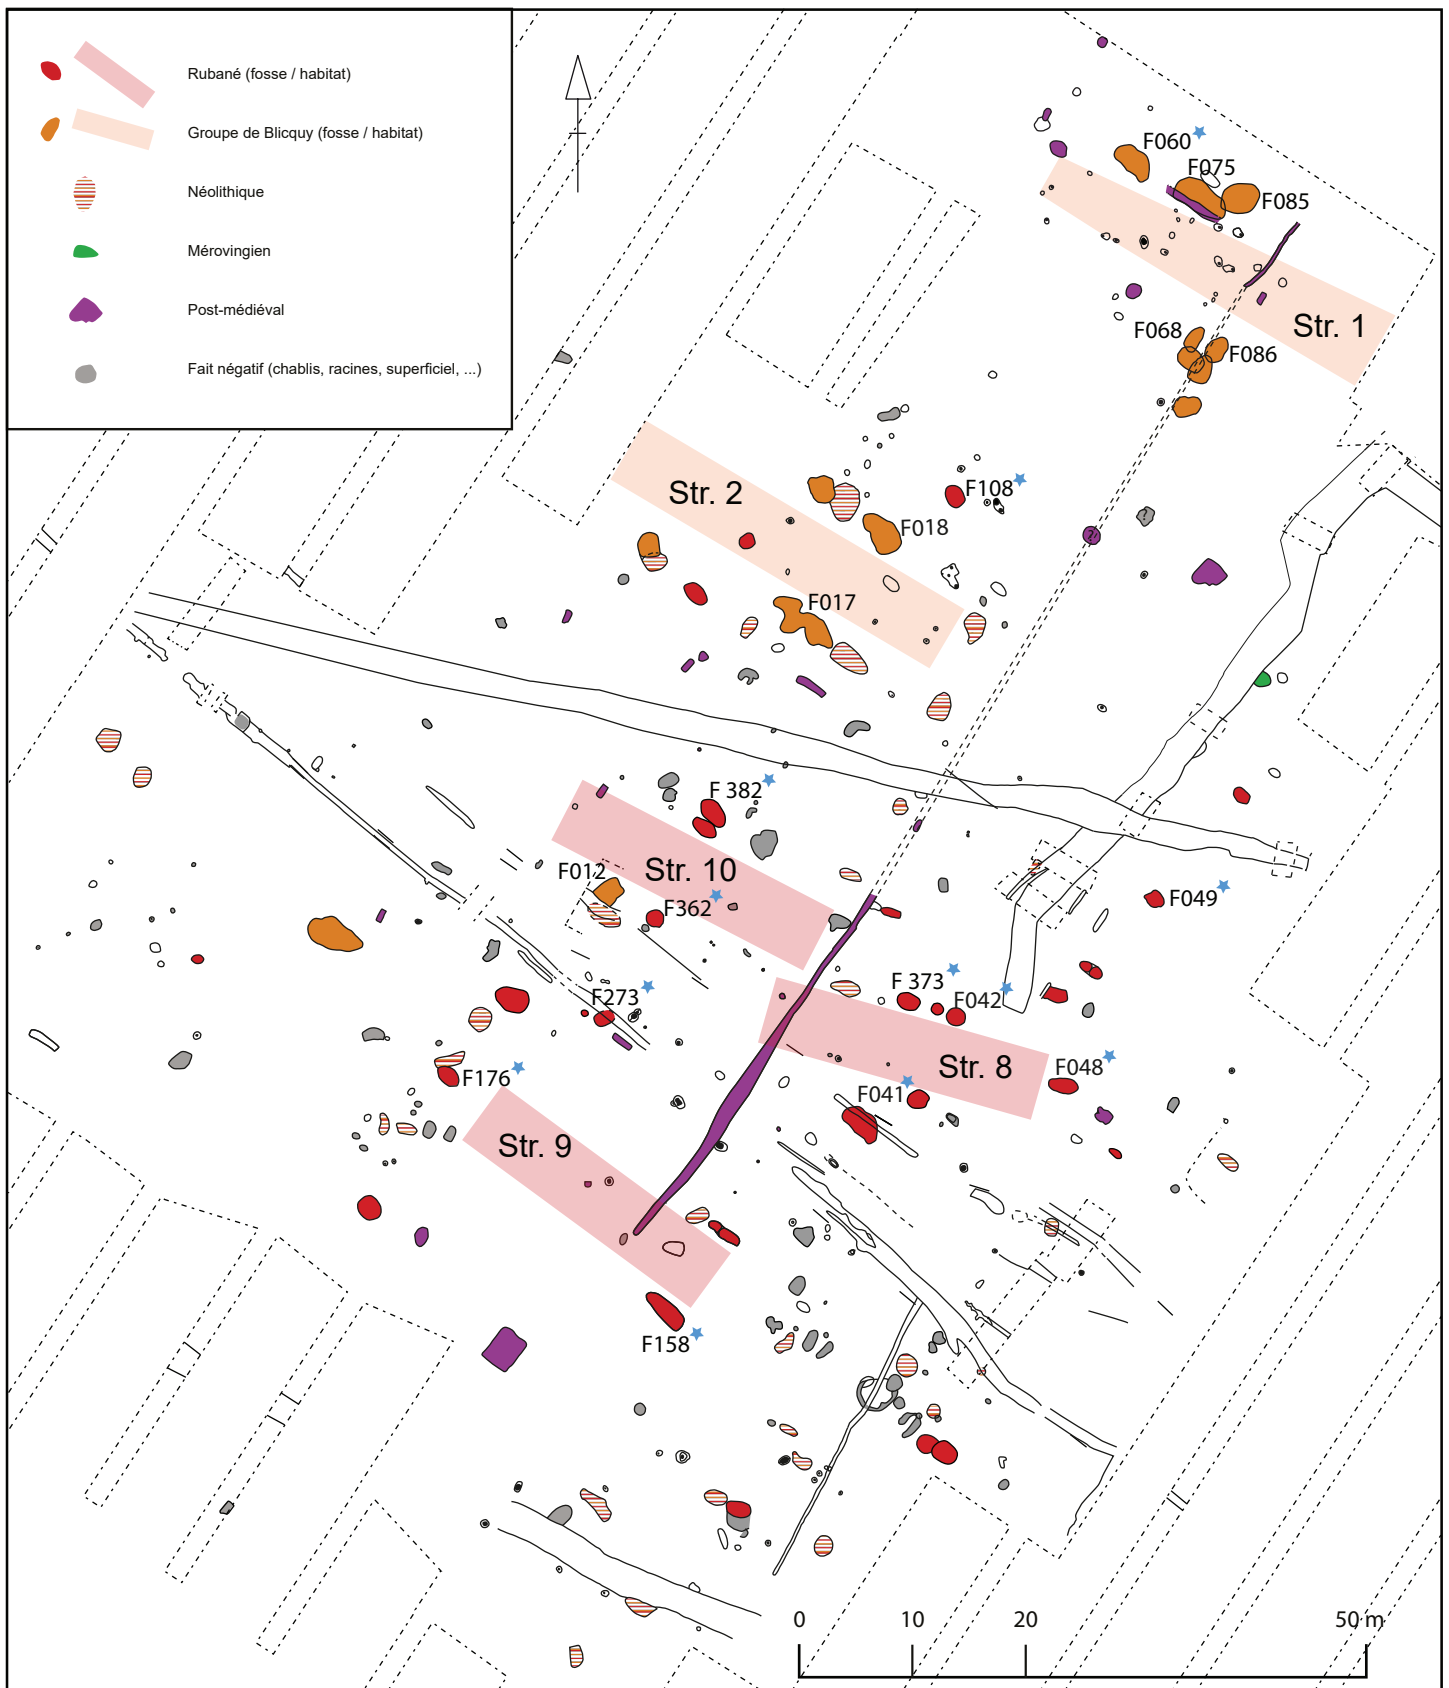 Rubané (fosse / habitat)
Groupe de Blicquy (fosse / habitat)
Néolithique
Mérovingien
Post-médiéval
Fait négatif (chablis, racines, superficiel, ...)
F060
F075
F085
Str. 1
F068
F086
Str. 2
F108
F018
?
?
F017
F 382
Str. 10
F012
F362
F049
F 373
F042
F273
Str. 8
F048
F176
F041
Str. 9
F158
0 10 20 50 m